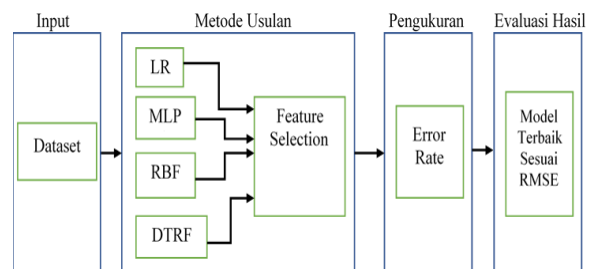 Input
Metode Usulan
Pengukuran
Evaluasi Hasil
Dataset
LR
MLP
RBF
DTRF
Feature
Selection
Error
Rate
Model
Terbaik
Sesuai
RMSE